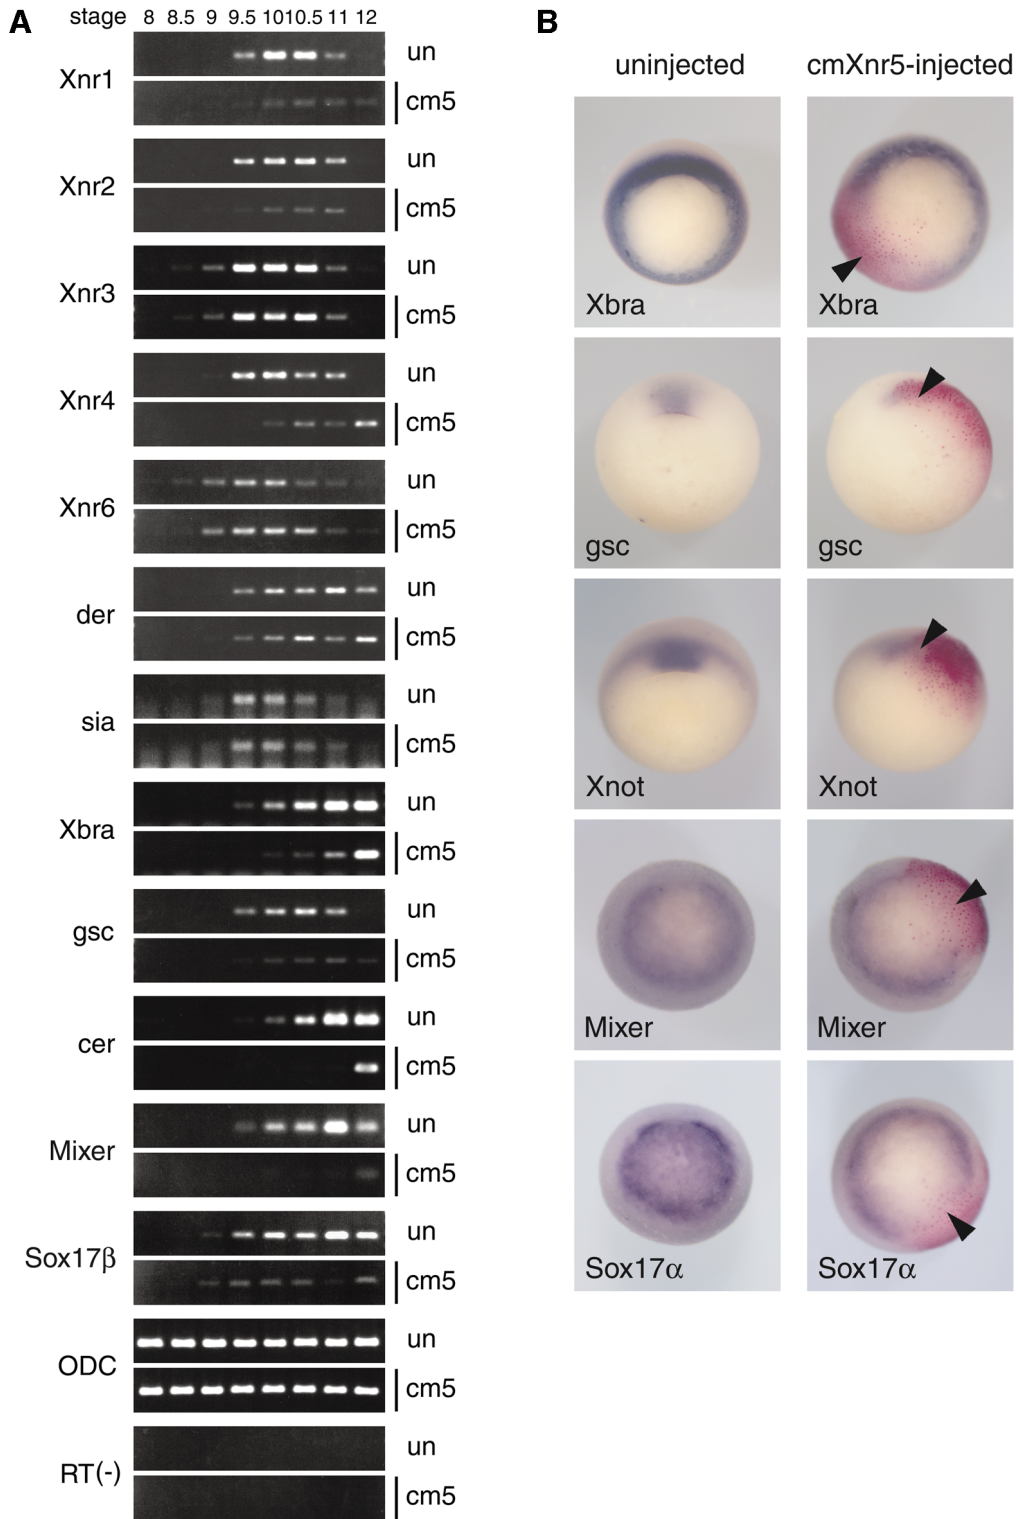 A
stage 8 8.5 9 9.5 10 10.5 11 12
Xnr1
un
cm5
Xnr2
un
cm5
Xnr3
un
cm5
Xnr4
un
cm5
Xnr6
un
cm5
der
un
cm5
sia
un
cm5
Xbra
un
cm5
gsc
un
cm5
cer
un
cm5
Mixer
un
cm5
Sox17β
un
cm5
ODC
un
cm5
RT(-)
un
cm5
B
uninjected cmXnr5-injected
Xbra Xbra
gsc gsc
Xnot Xnot
Mixer Mixer
Sox17α Sox17α